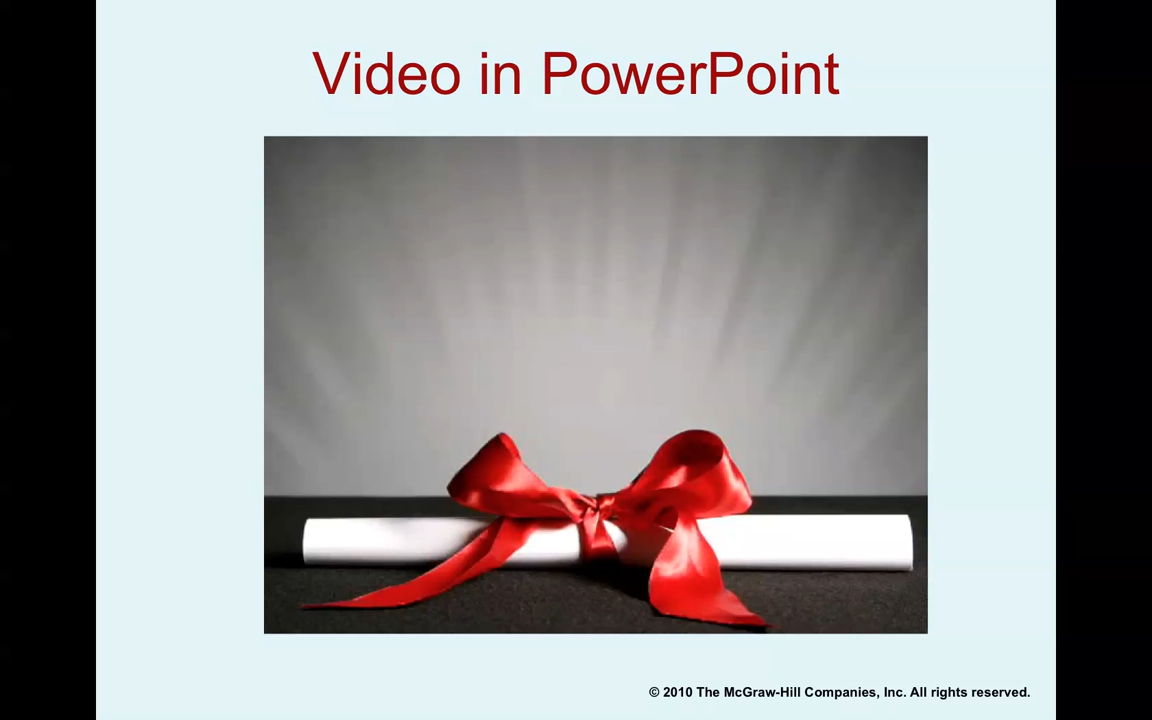 Video in PowerPoint
© 2010 The McGraw-Hill Companies, Inc. All rights reserved.